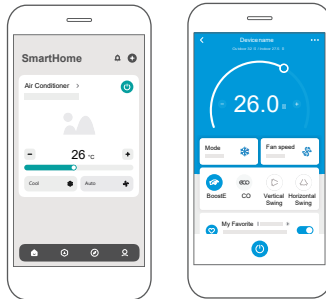 SmartHome
Air Conditioner >
- 26 °C +
Cool Auto
Device name
26.0
Mode Fan speed
eco
BoostE CO Vertical Swing Horizontal Swing
My Favorite +